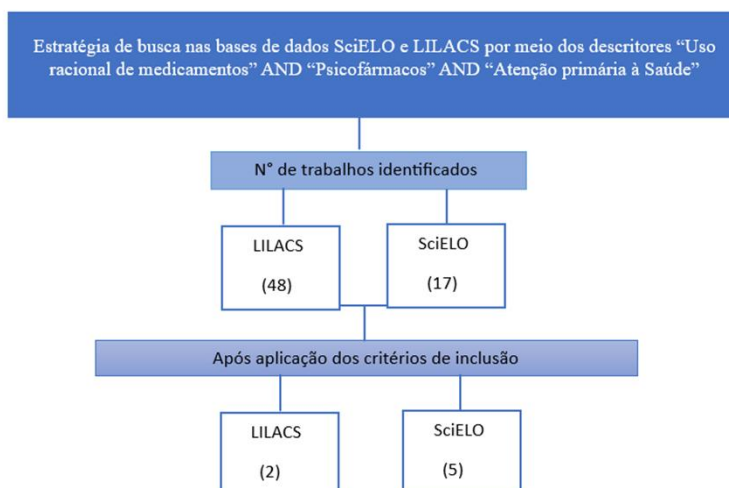 Estratégia de busca nas bases de dados SciELO e LILACS por meio dos descritores “Uso
racional de medicamentos” AND “Psicofármacos” AND “Atenção primária à Saúde”
N° de trabalhos identificados
LILACS
(48)
SciELO
(17)
Após aplicação dos critérios de inclusão
LILACS
(2)
SciELO
(5)